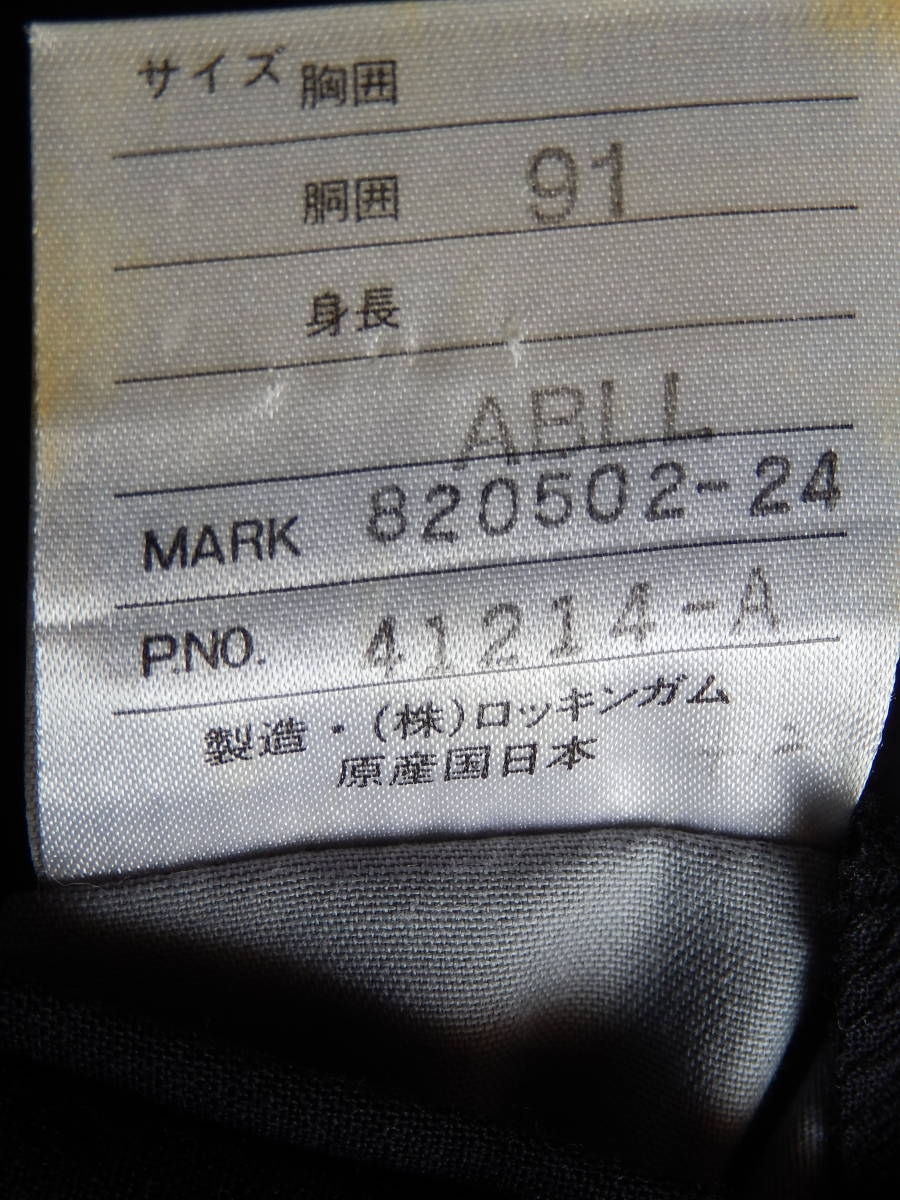 サイズ 胸囲
胴囲 91
身長
ABLL
MARK 820502-24
P.NO. 41214-A
製造・(株)ロッキンガム
原産国日本